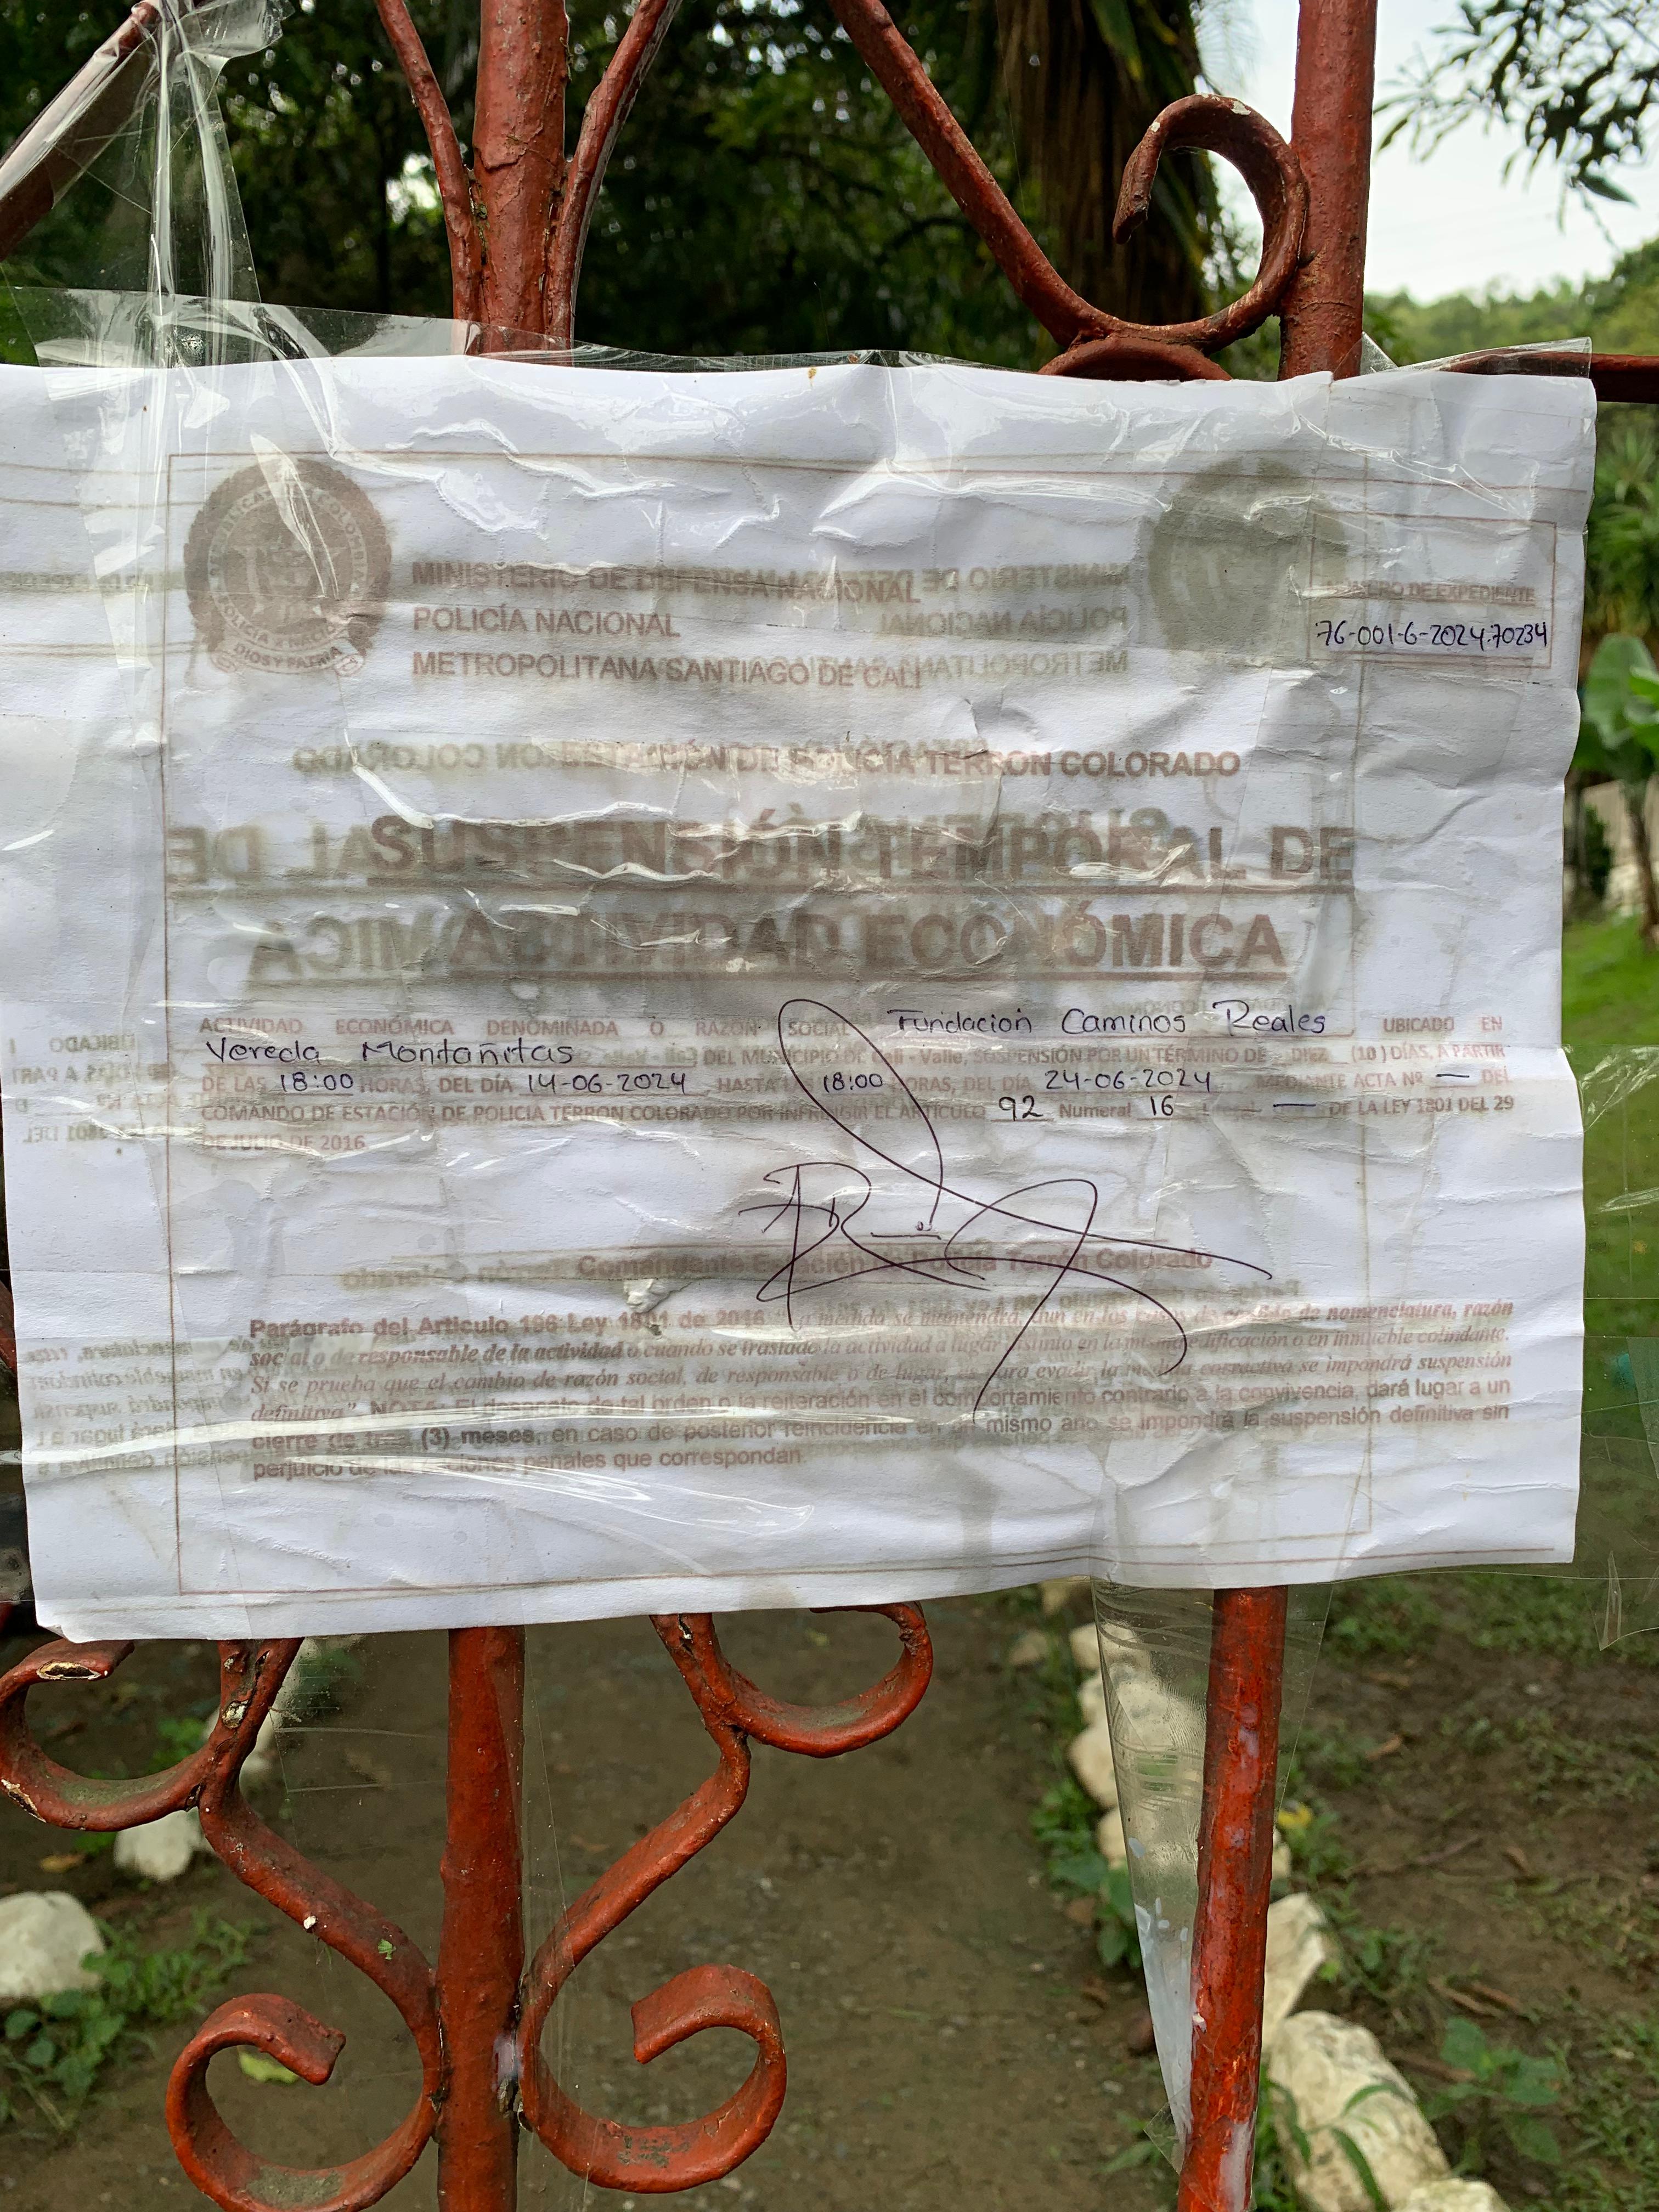 REPUBLICA DE COLOMBIA
POLICÍA NACIONAL
DIOS Y PATRIA
MINISTERIO DE DEFENSA NACIONAL
POLICÍA NACIONAL
METROPOLITANA SANTIAGO DE CALI
NÚMERO DE EXPEDIENTE
76-001-6-2024-70234
ESTACIÓN DE POLICÍA TERRÓN COLORADO
SUSPENSIÓN TEMPORAL DE
ACTIVIDAD ECONÓMICA
ACTIVIDAD ECONÓMICA DENOMINADA O RAZÓN SOCIAL Fundacion Caminos Reales UBICADO EN
Vereda Montañitas DEL MUNICIPIO DE Cali - Valle, SUSPENSIÓN POR UN TÉRMINO DE DIEZ (10) DÍAS, A PARTIR
DE LAS 18:00 HORAS, DEL DÍA 14-06-2024 HASTA LAS 18:00 HORAS, DEL DÍA 24-06-2024 MEDIANTE ACTA Nº — DEL
COMANDO DE ESTACIÓN DE POLICIA TERRON COLORADO POR INFRINGIR EL ARTÍCULO 92 Numeral 16 — DE LA LEY 1801 DEL 29
DE JULIO DE 2016
Comandante Estación de Policía Terrón Colorado
Parágrafo del Articulo 196 Ley 1801 de 2016 "La medida se mantendrá, aun en los casos de cambio de nomenclatura, razón
social o de responsable de la actividad o cuando se traslade la actividad a lugar distinto en la misma edificación o en inmueble colindante.
Si se prueba que el cambio de razón social, de responsable o de lugar, es para evadir la medida correctiva se impondrá suspensión
definitiva". NOTA: El desacato de tal orden o la reiteración en el comportamiento contrario a la convivencia, dará lugar a un
cierre de tres (3) meses, en caso de posterior reincidencia en un mismo año se impondrá la suspensión definitiva sin
perjuicio de las acciones penales que correspondan.